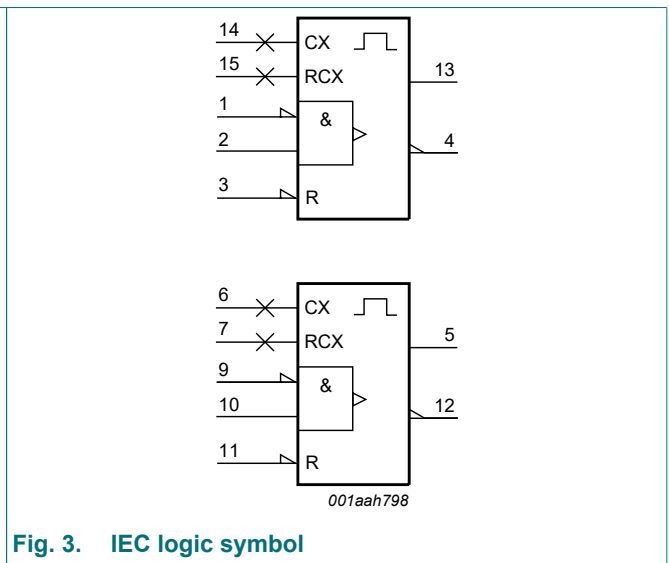 14 CX
15 RCX 13
1 &
2 4
3 R
6 CX
7 RCX 5
9 &
10 12
11 R
001aah798
Fig. 3. IEC logic symbol